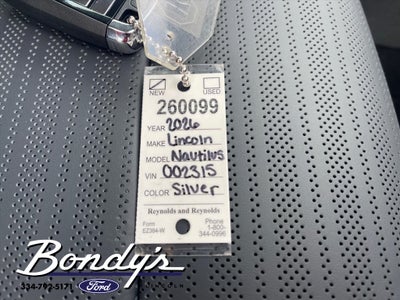 NEW USED
260099
YEAR 2026
MAKE Lincoln
MODEL Nautilus
VIN 002315
COLOR Silver
Reynolds and Reynolds
Form Phone
EZ384-W 1-800-
344-0996
Bondy's
334-792-5171 Ford LINCOLN